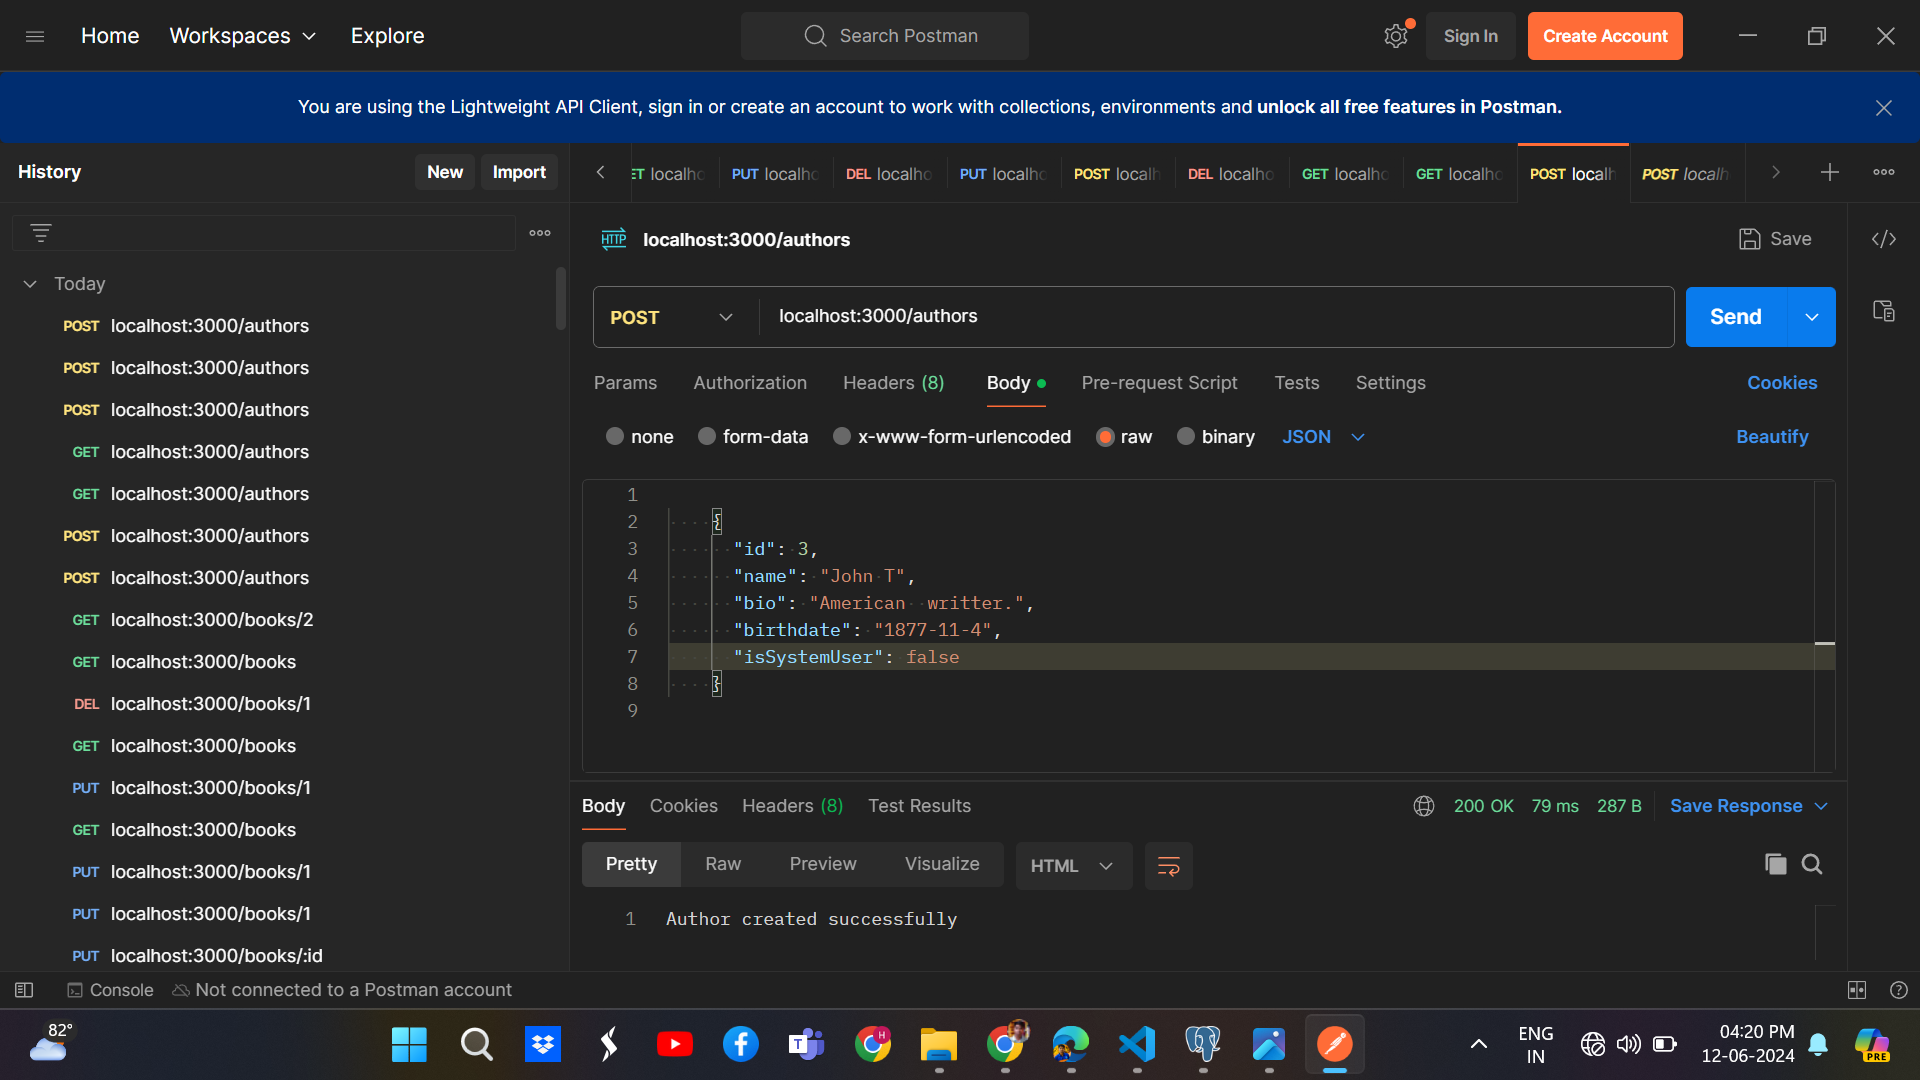 Home Workspaces Explore
Search Postman
Sign In Create Account
You are using the Lightweight API Client, sign in or create an account to work with collections, environments and unlock all free features in Postman.
History New Import
ET localho PUT localho DEL localho PUT localho POST localh DEL localho GET localho GET localho POST localh POST localh
HTTP localhost:3000/authors Save
Today
POST localhost:3000/authors
POST localhost:3000/authors
POST localhost:3000/authors
GET localhost:3000/authors
GET localhost:3000/authors
POST localhost:3000/authors
POST localhost:3000/authors
GET localhost:3000/books/2
GET localhost:3000/books
DEL localhost:3000/books/1
GET localhost:3000/books
PUT localhost:3000/books/1
GET localhost:3000/books
PUT localhost:3000/books/1
PUT localhost:3000/books/1
PUT localhost:3000/books/:id
POST localhost:3000/authors Send
Params Authorization Headers (8) Body Pre-request Script Tests Settings Cookies
none form-data x-www-form-urlencoded raw binary JSON Beautify
1
2 {
3 "id": 3,
4 "name": "John T",
5 "bio": "American  writter.",
6 "birthdate": "1877-11-4",
7 "isSystemUser": false
8 }
9
Body Cookies Headers (8) Test Results 200 OK 79 ms 287 B Save Response
Pretty Raw Preview Visualize HTML
1 Author created successfully
Console Not connected to a Postman account
82°
ENG
IN
04:20 PM
12-06-2024
PRE